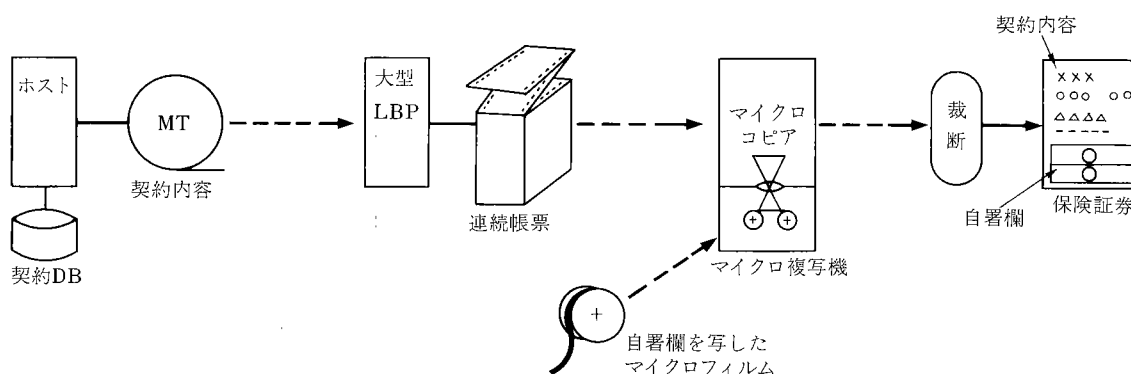 ホスト
MT
契約内容
契約DB
大型
LBP
連続帳票
マイクロ
コピア
マイクロ複写機
自署欄を写した
マイクロフィルム
裁
断
契約内容
×××
○○○ ○○
△△△△
-----
自署欄
保険証券